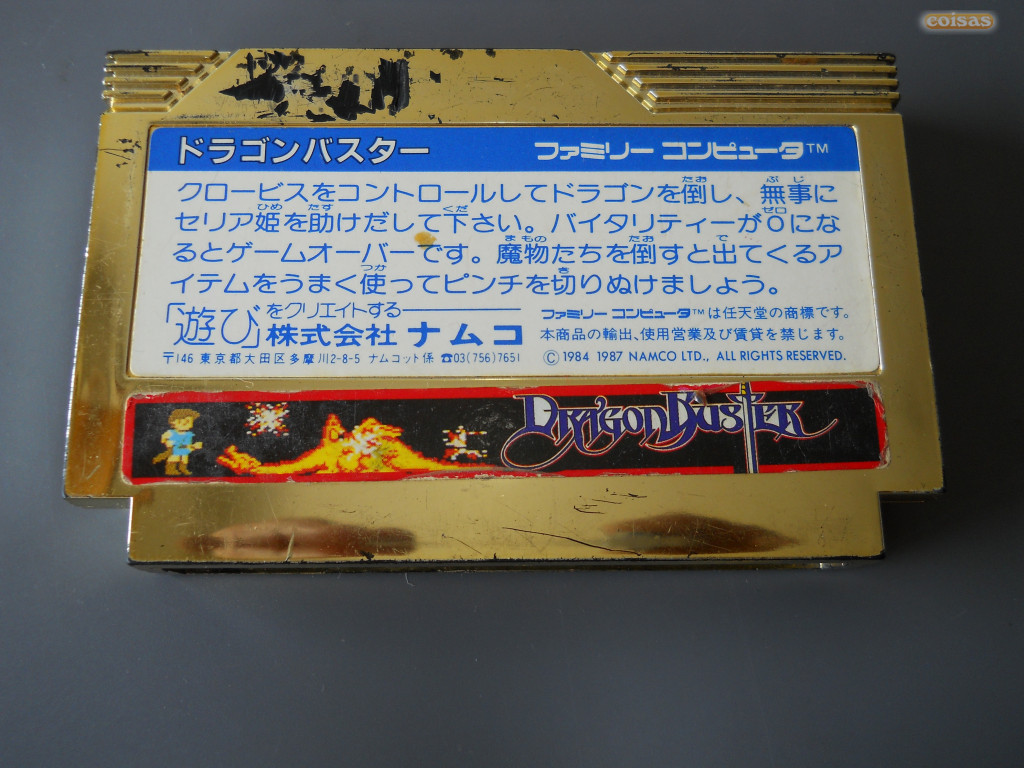 coisas
ドラゴンバスター ファミリー コンピュータ™
クロービスをコントロールしてドラゴンを倒し、無事に
セリア姫を助けだして下さい。バイタリティーが0にな
るとゲームオーバーです。魔物たちを倒すと出てくるア
イテムをうまく使ってピンチを切りぬけましょう。
「遊び」をクリエイトする━━━
株式会社 ナムコ
〒146 東京都大田区多摩川2-8-5 ナムコット係 ☎03(756)7651
ファミリー コンピュータ™は任天堂の商標です。
本商品の輸出、使用営業及び賃貸を禁じます。
©1984 1987 NAMCO LTD., ALL RIGHTS RESERVED.
DRAGON BUSTER